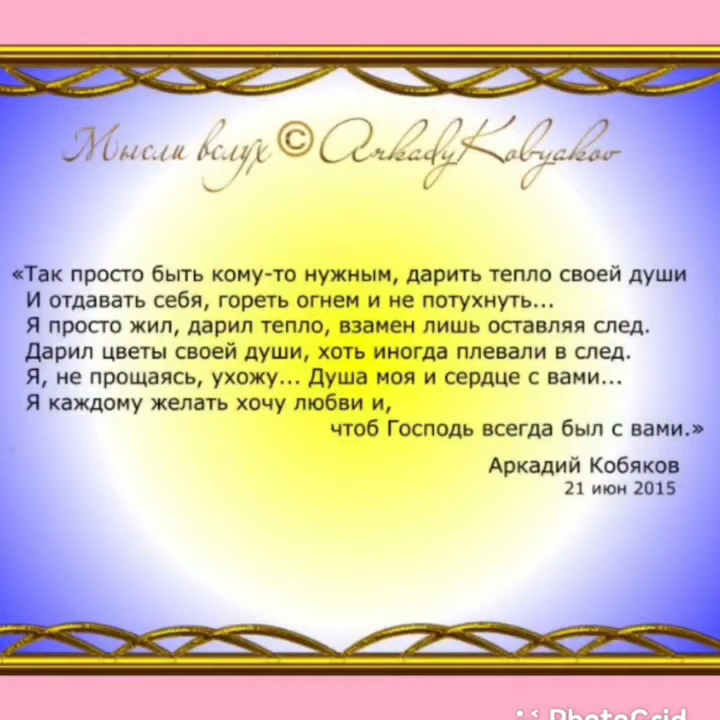 Мысли вслух © Arkady Kobyakov
«Так просто быть кому-то нужным, дарить тепло своей души
И отдавать себя, гореть огнем и не потухнуть...
Я просто жил, дарил тепло, взамен лишь оставляя след.
Дарил цветы своей души, хоть иногда плевали в след.
Я, не прощаясь, ухожу... Душа моя и сердце с вами...
Я каждому желать хочу любви и,
чтоб Господь всегда был с вами.»
Аркадий Кобяков
21 июн 2015
PhotoGrid